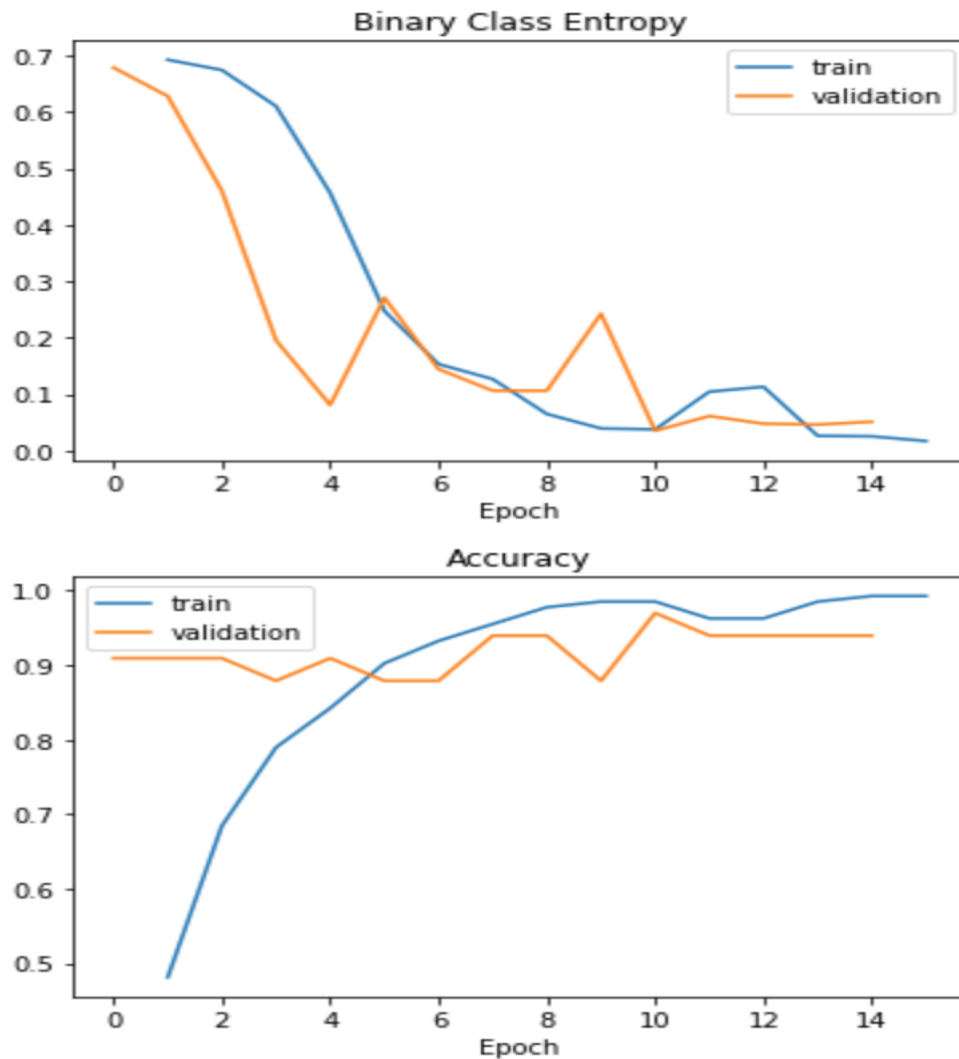 Binary Class Entropy
0.7
0.6
0.5
0.4
0.3
0.2
0.1
0.0
train
validation
0 2 4 6 8 10 12 14
Epoch
Accuracy
1.0
0.9
0.8
0.7
0.6
0.5
train
validation
0 2 4 6 8 10 12 14
Epoch